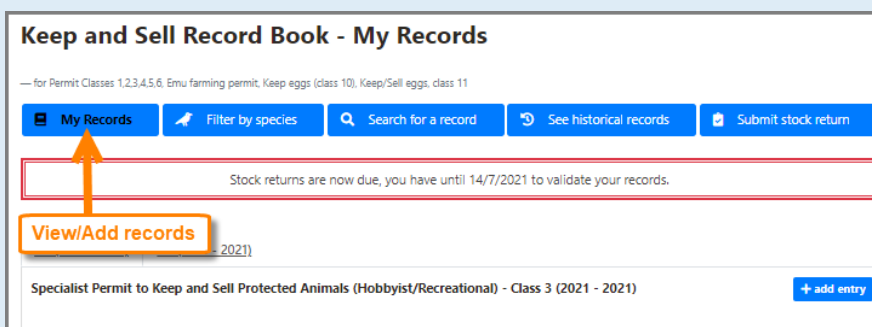 Keep and Sell Record Book - My Records
— for Permit Classes 1,2,3,4,5,6, Emu farming permit, Keep eggs (class 10), Keep/Sell eggs, class 11
My Records Filter by species Search for a record See historical records Submit stock return
Stock returns are now due, you have until 14/7/2021 to validate your records.
View/Add records
- 2021)
Specialist Permit to Keep and Sell Protected Animals (Hobbyist/Recreational) - Class 3 (2021 - 2021)
+ add entry